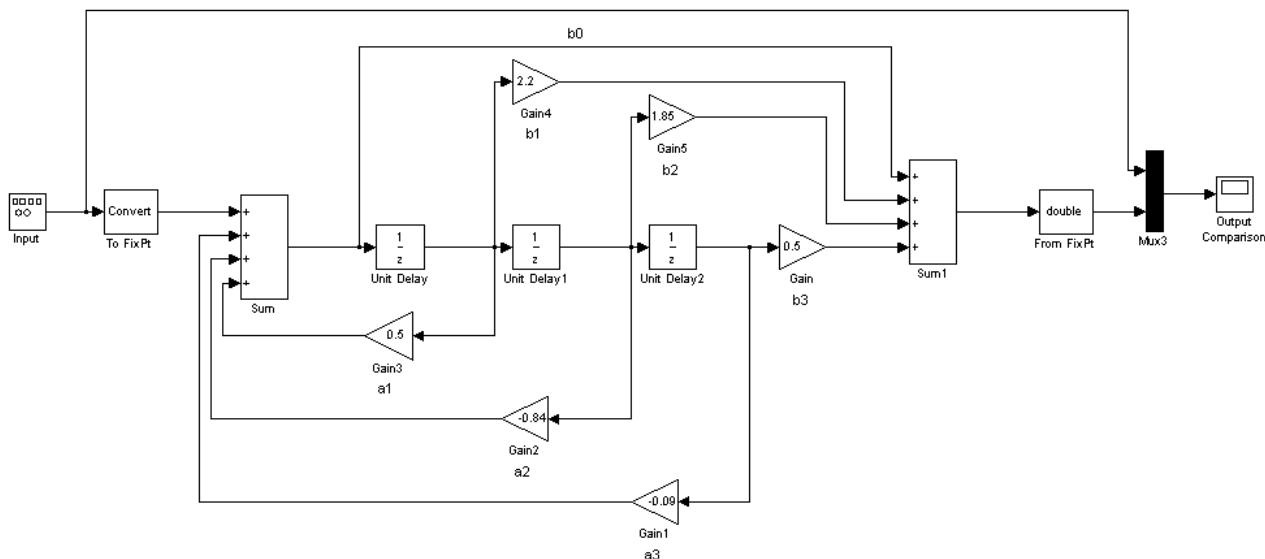 b0
2.2
Gain4
b1
1.85
Gain5
b2
Input
Convert
To FixPt
+
+
+
+
Sum
1
z
Unit Delay
1
z
Unit Delay1
1
z
Unit Delay2
0.5
Gain
b3
+
+
+
+
Sum1
double
From FixPt
Mux3
Output
Comparison
0.5
Gain3
a1
-0.84
Gain2
a2
-0.09
Gain1
a3